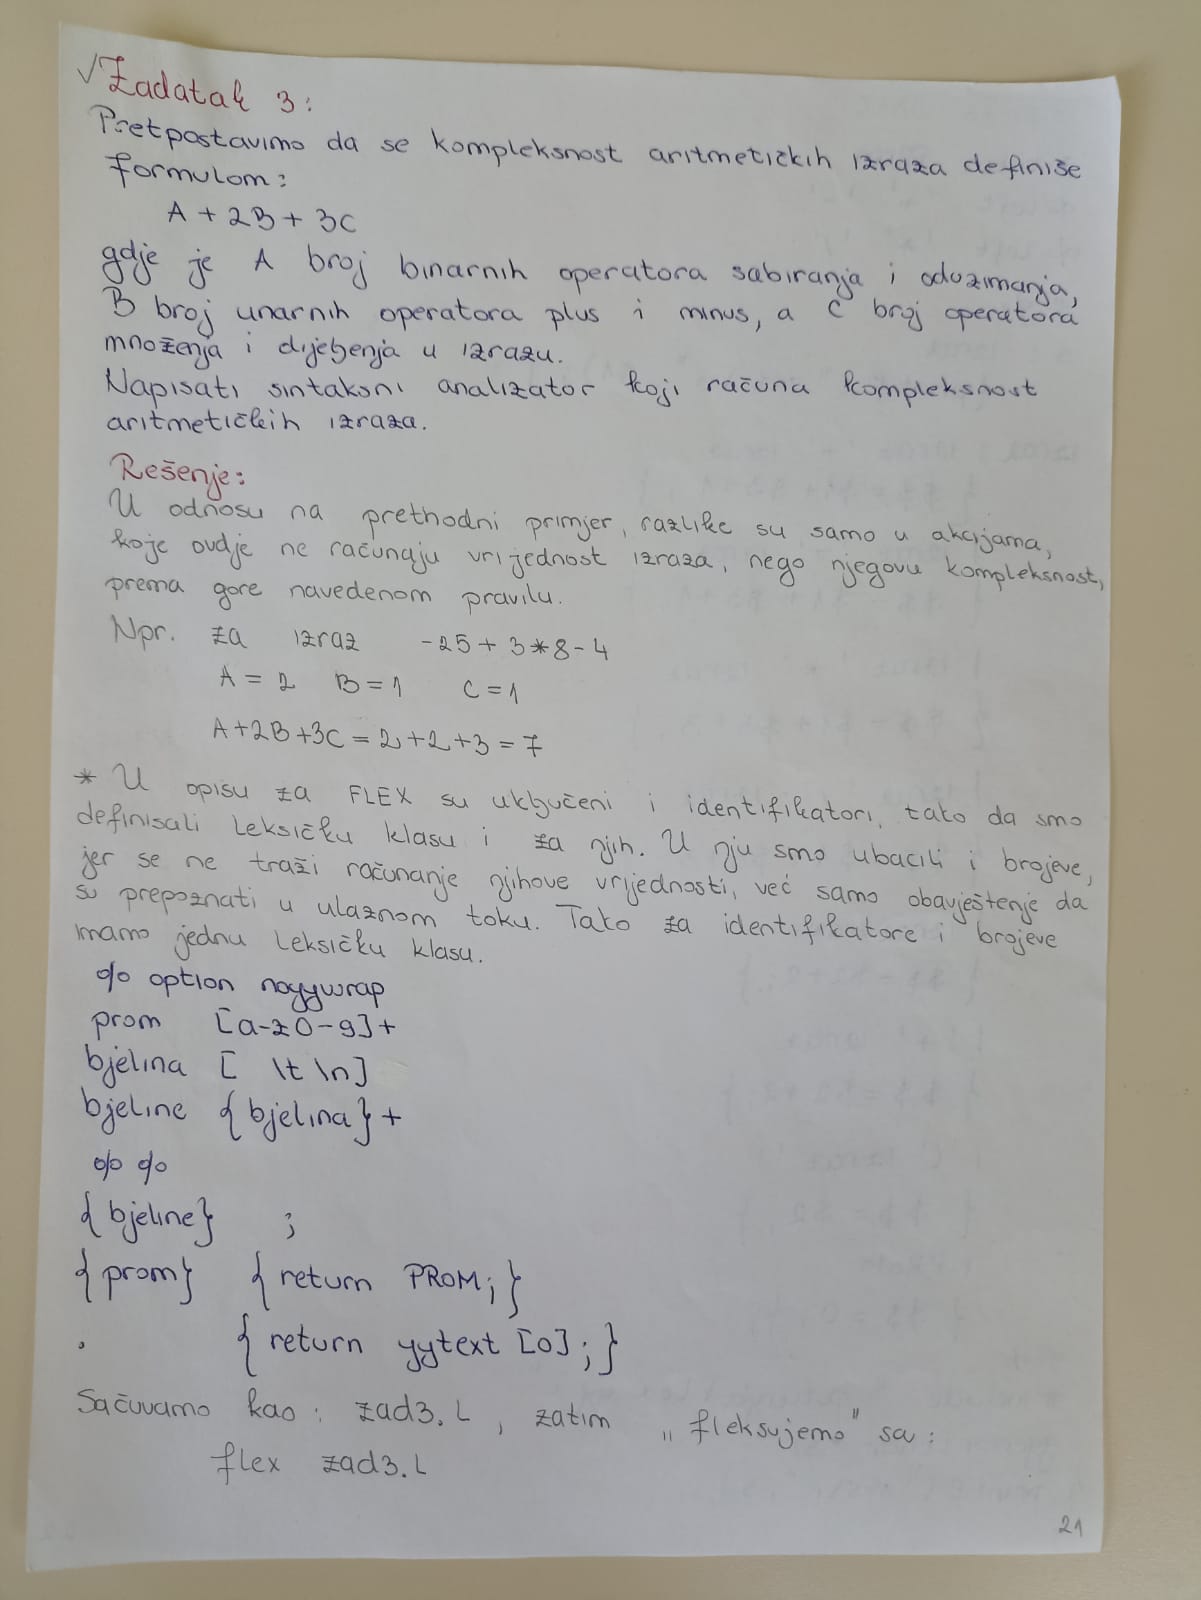 √ Zadatak 3:
Pretpostavimo da se kompleksnost aritmetičkih izraza definiše
formulom:
A + 2B + 3C
gdje je A broj binarnih operatora sabiranja i oduzimanja,
B broj unarnih operatora plus i minus, a C broj operatora
množenja i dijeljenja u izrazu.
Napisati sintaksni analizator koji računa kompleksnost
aritmetičkih izraza.
Rešenje:
U odnosu na prethodni primjer, razlike su samo u akcijama,
koje ovdje ne računaju vrijednost izraza, nego njegovu kompleksnost,
prema gore navedenom pravilu.
Npr. za izraz -25 + 3*8-4
A = 2 B = 1 C = 1
A+2B+3C = 2+2+3 = 7
* U opisu za FLEX su uključeni i identifikatori, tako da smo
definisali leksičku klasu i za njih. U nju smo ubacili i brojeve,
jer se ne traži računanje njihove vrijednosti, već samo obavještenje da
su prepoznati u ulaznom toku. Tako za identifikatore i brojeve
imamo jednu leksičku klasu.
% option noyywrap
prom [a-z0-9]+
bjelina [ \t \n]
bjeline {bjelina}+
% %
{bjeline} ;
{prom} {return PROM;}
. {return yytext [0];}
Sačuvamo kao: zad3.l , zatim „fleksujemo" sa:
flex zad3.l
21